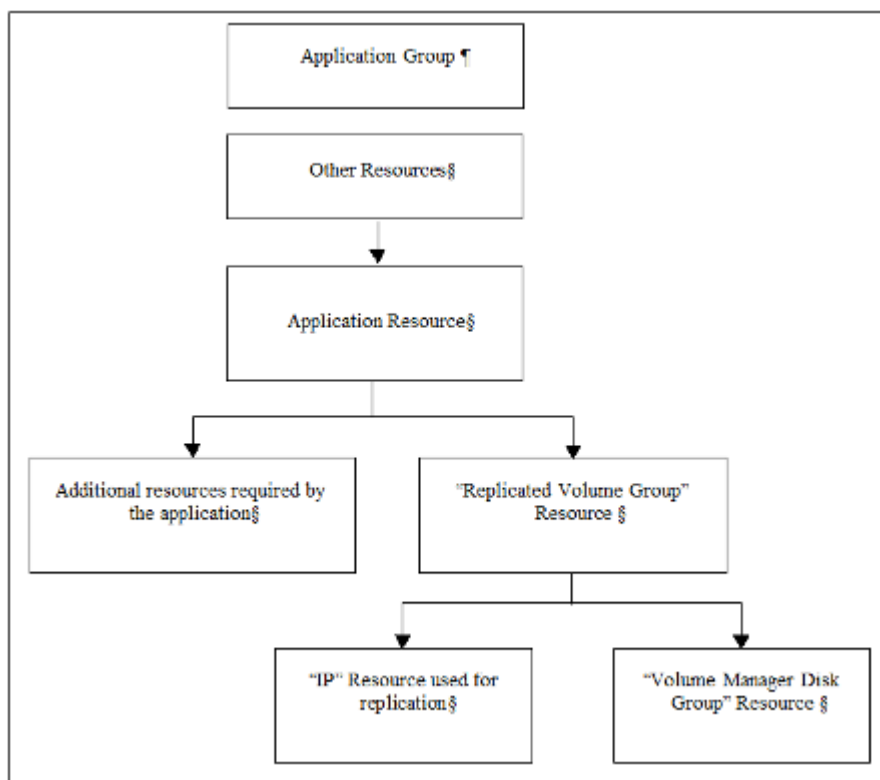 Application Group ¶
Other Resources§
Application Resource§
Additional resources required by
the application§
“Replicated Volume Group”
Resource §
“IP” Resource used for
replication§
“Volume Manager Disk
Group” Resource §